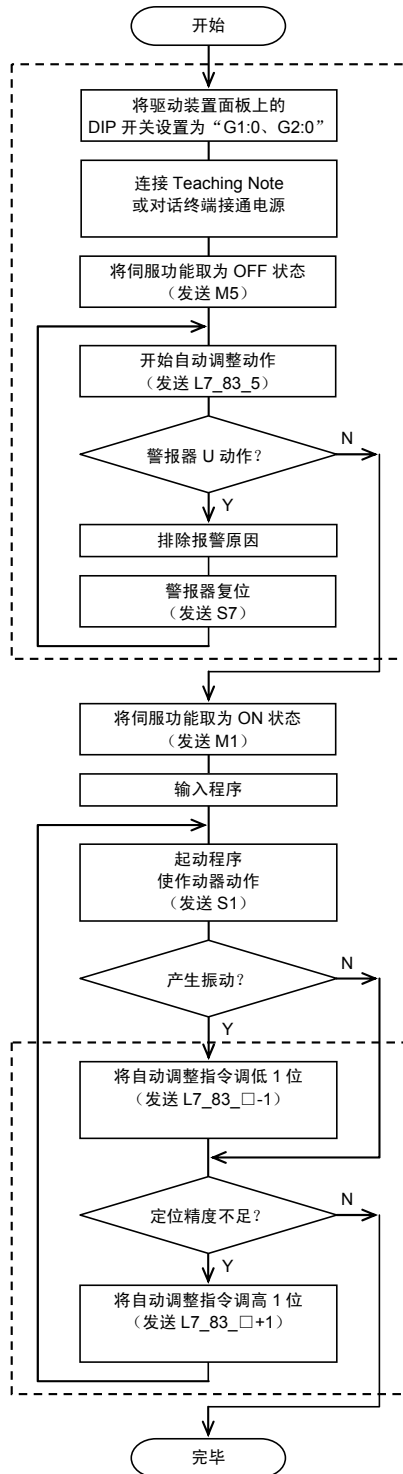 开始
将驱动装置面板上的
DIP 开关设置为“G1:0、G2:0”
连接 Teaching Note
或对话终端接通电源
将伺服功能取为 OFF 状态
（发送 M5）
开始自动调整动作
（发送 L7_83_5）
N
警报器 U 动作？
Y
排除报警原因
警报器复位
（发送 S7）
将伺服功能取为 ON 状态
（发送 M1）
输入程序
起动程序
使作动器动作
（发送 S1）
N
产生振动？
Y
将自动调整指令调低 1 位
（发送 L7_83_□-1）
N
定位精度不足？
Y
将自动调整指令调高 1 位
（发送 L7_83_□+1）
完毕